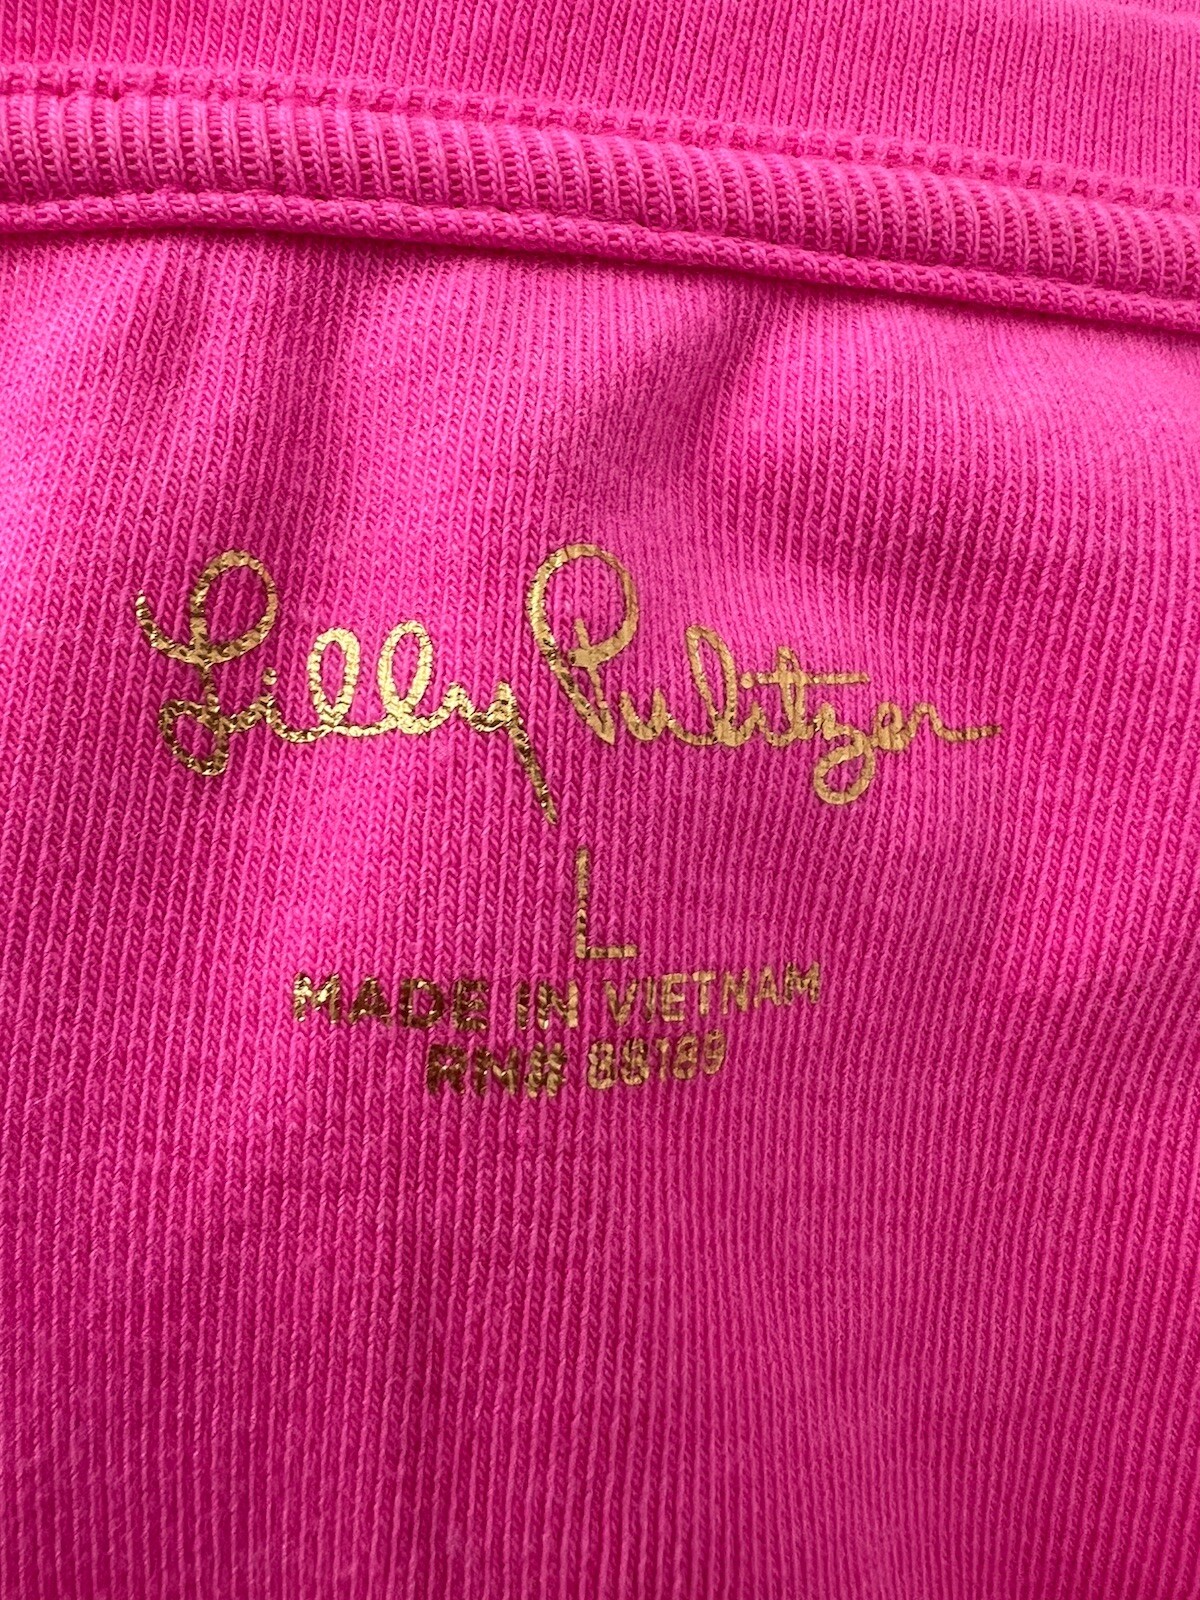 Lilly Pulitzer
L
MADE IN VIETNAM
RN# 88189